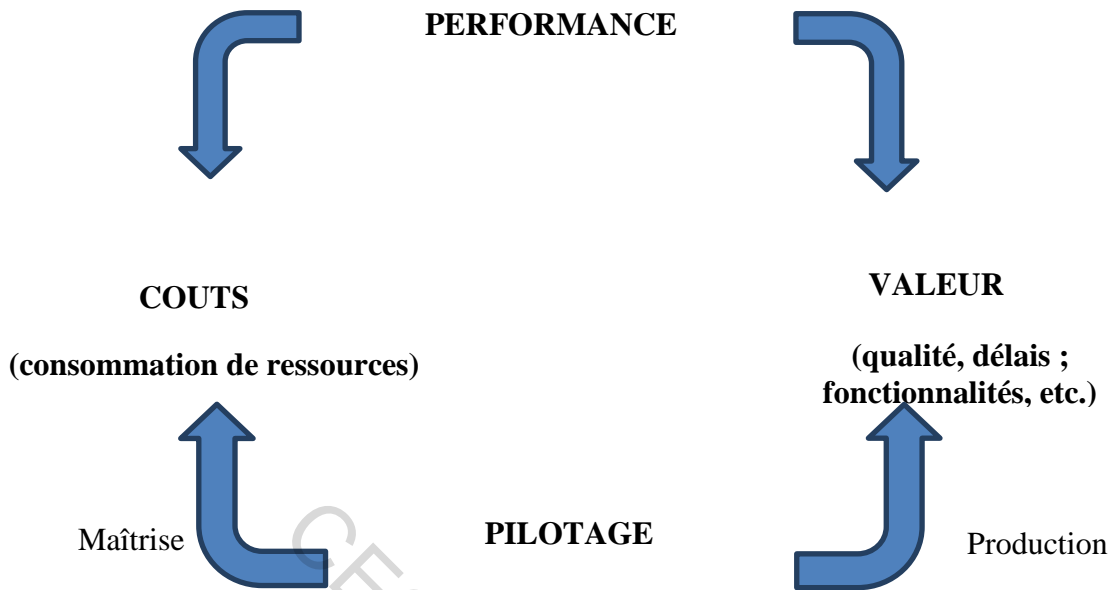 PERFORMANCE
COUTS
(consommation de ressources)
VALEUR
(qualité, délais ;
fonctionnalités, etc.)
Maîtrise
PILOTAGE
Production